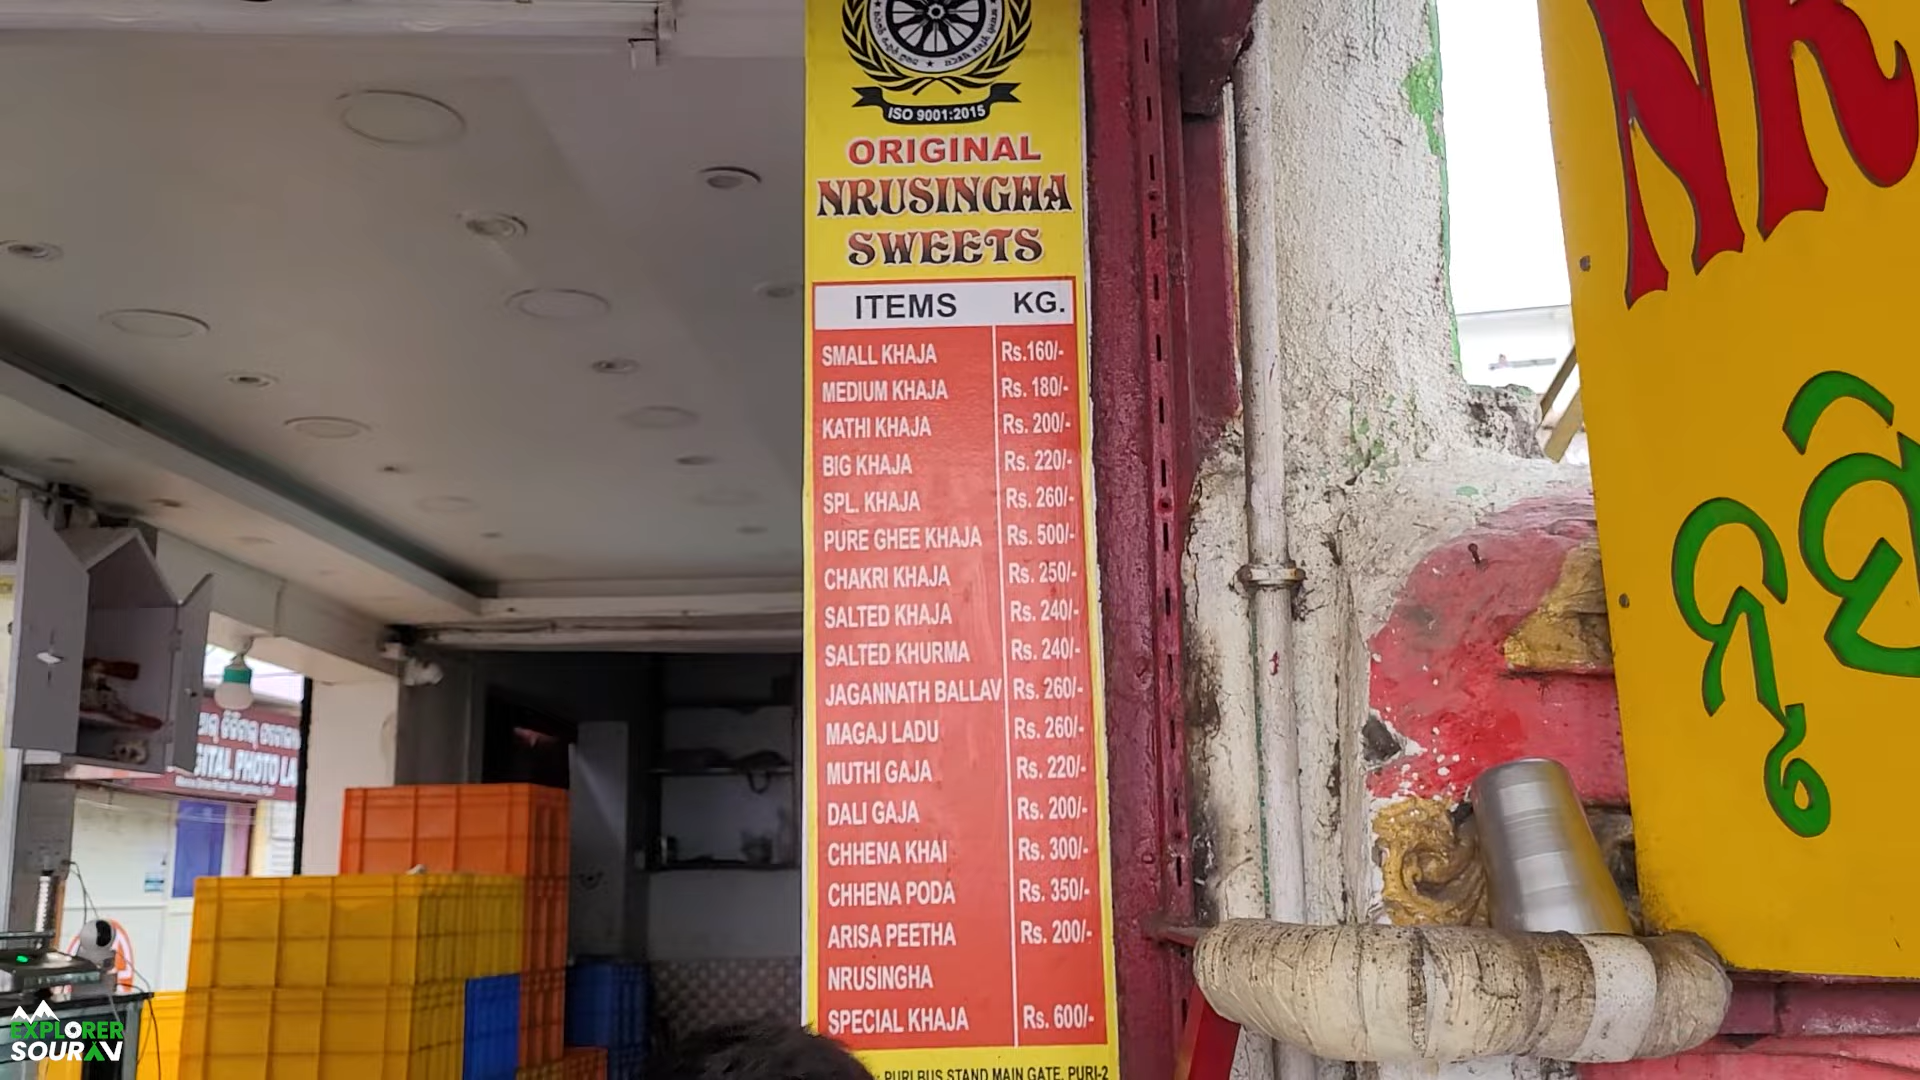 ISO 9001:2015
ORIGINAL
NRUSINGHA
SWEETS
ITEMS KG.
SMALL KHAJA Rs.160/-
MEDIUM KHAJA Rs. 180/-
KATHI KHAJA Rs. 200/-
BIG KHAJA Rs. 220/-
SPL. KHAJA Rs. 260/-
PURE GHEE KHAJA Rs. 500/-
CHAKRI KHAJA Rs. 250/-
SALTED KHAJA Rs. 240/-
SALTED KHURMA Rs. 240/-
JAGANNATH BALLAV Rs. 260/-
MAGAJ LADU Rs. 260/-
MUTHI GAJA Rs. 220/-
DALI GAJA Rs. 200/-
CHHENA KHAI Rs. 300/-
CHHENA PODA Rs. 350/-
ARISA PEETHA Rs. 200/-
NRUSINGHA
SPECIAL KHAJA Rs. 600/-
PURI BUS STAND MAIN GATE, PURI-2
NR
ନୃସିଂ
GITAL PHOTO LA
EXPLORER
SOURAV